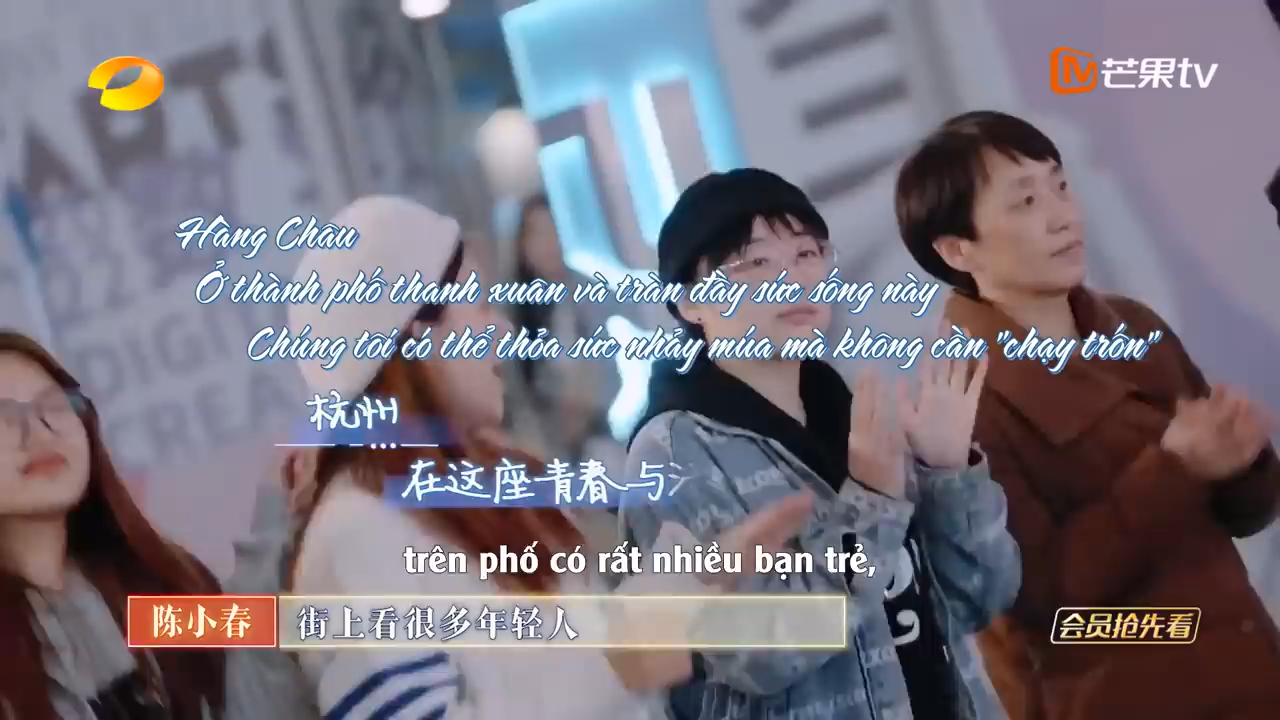 芒果tv
Hàng Châu
Ở thành phố thanh xuân và tràn đầy sức sống này
Chúng tôi có thể thỏa sức nhảy múa mà không cần "chạy trốn"
杭州
在这座青春与
trên phố có rất nhiều bạn trẻ,
陈小春 街上看很多年轻人
会员抢先看